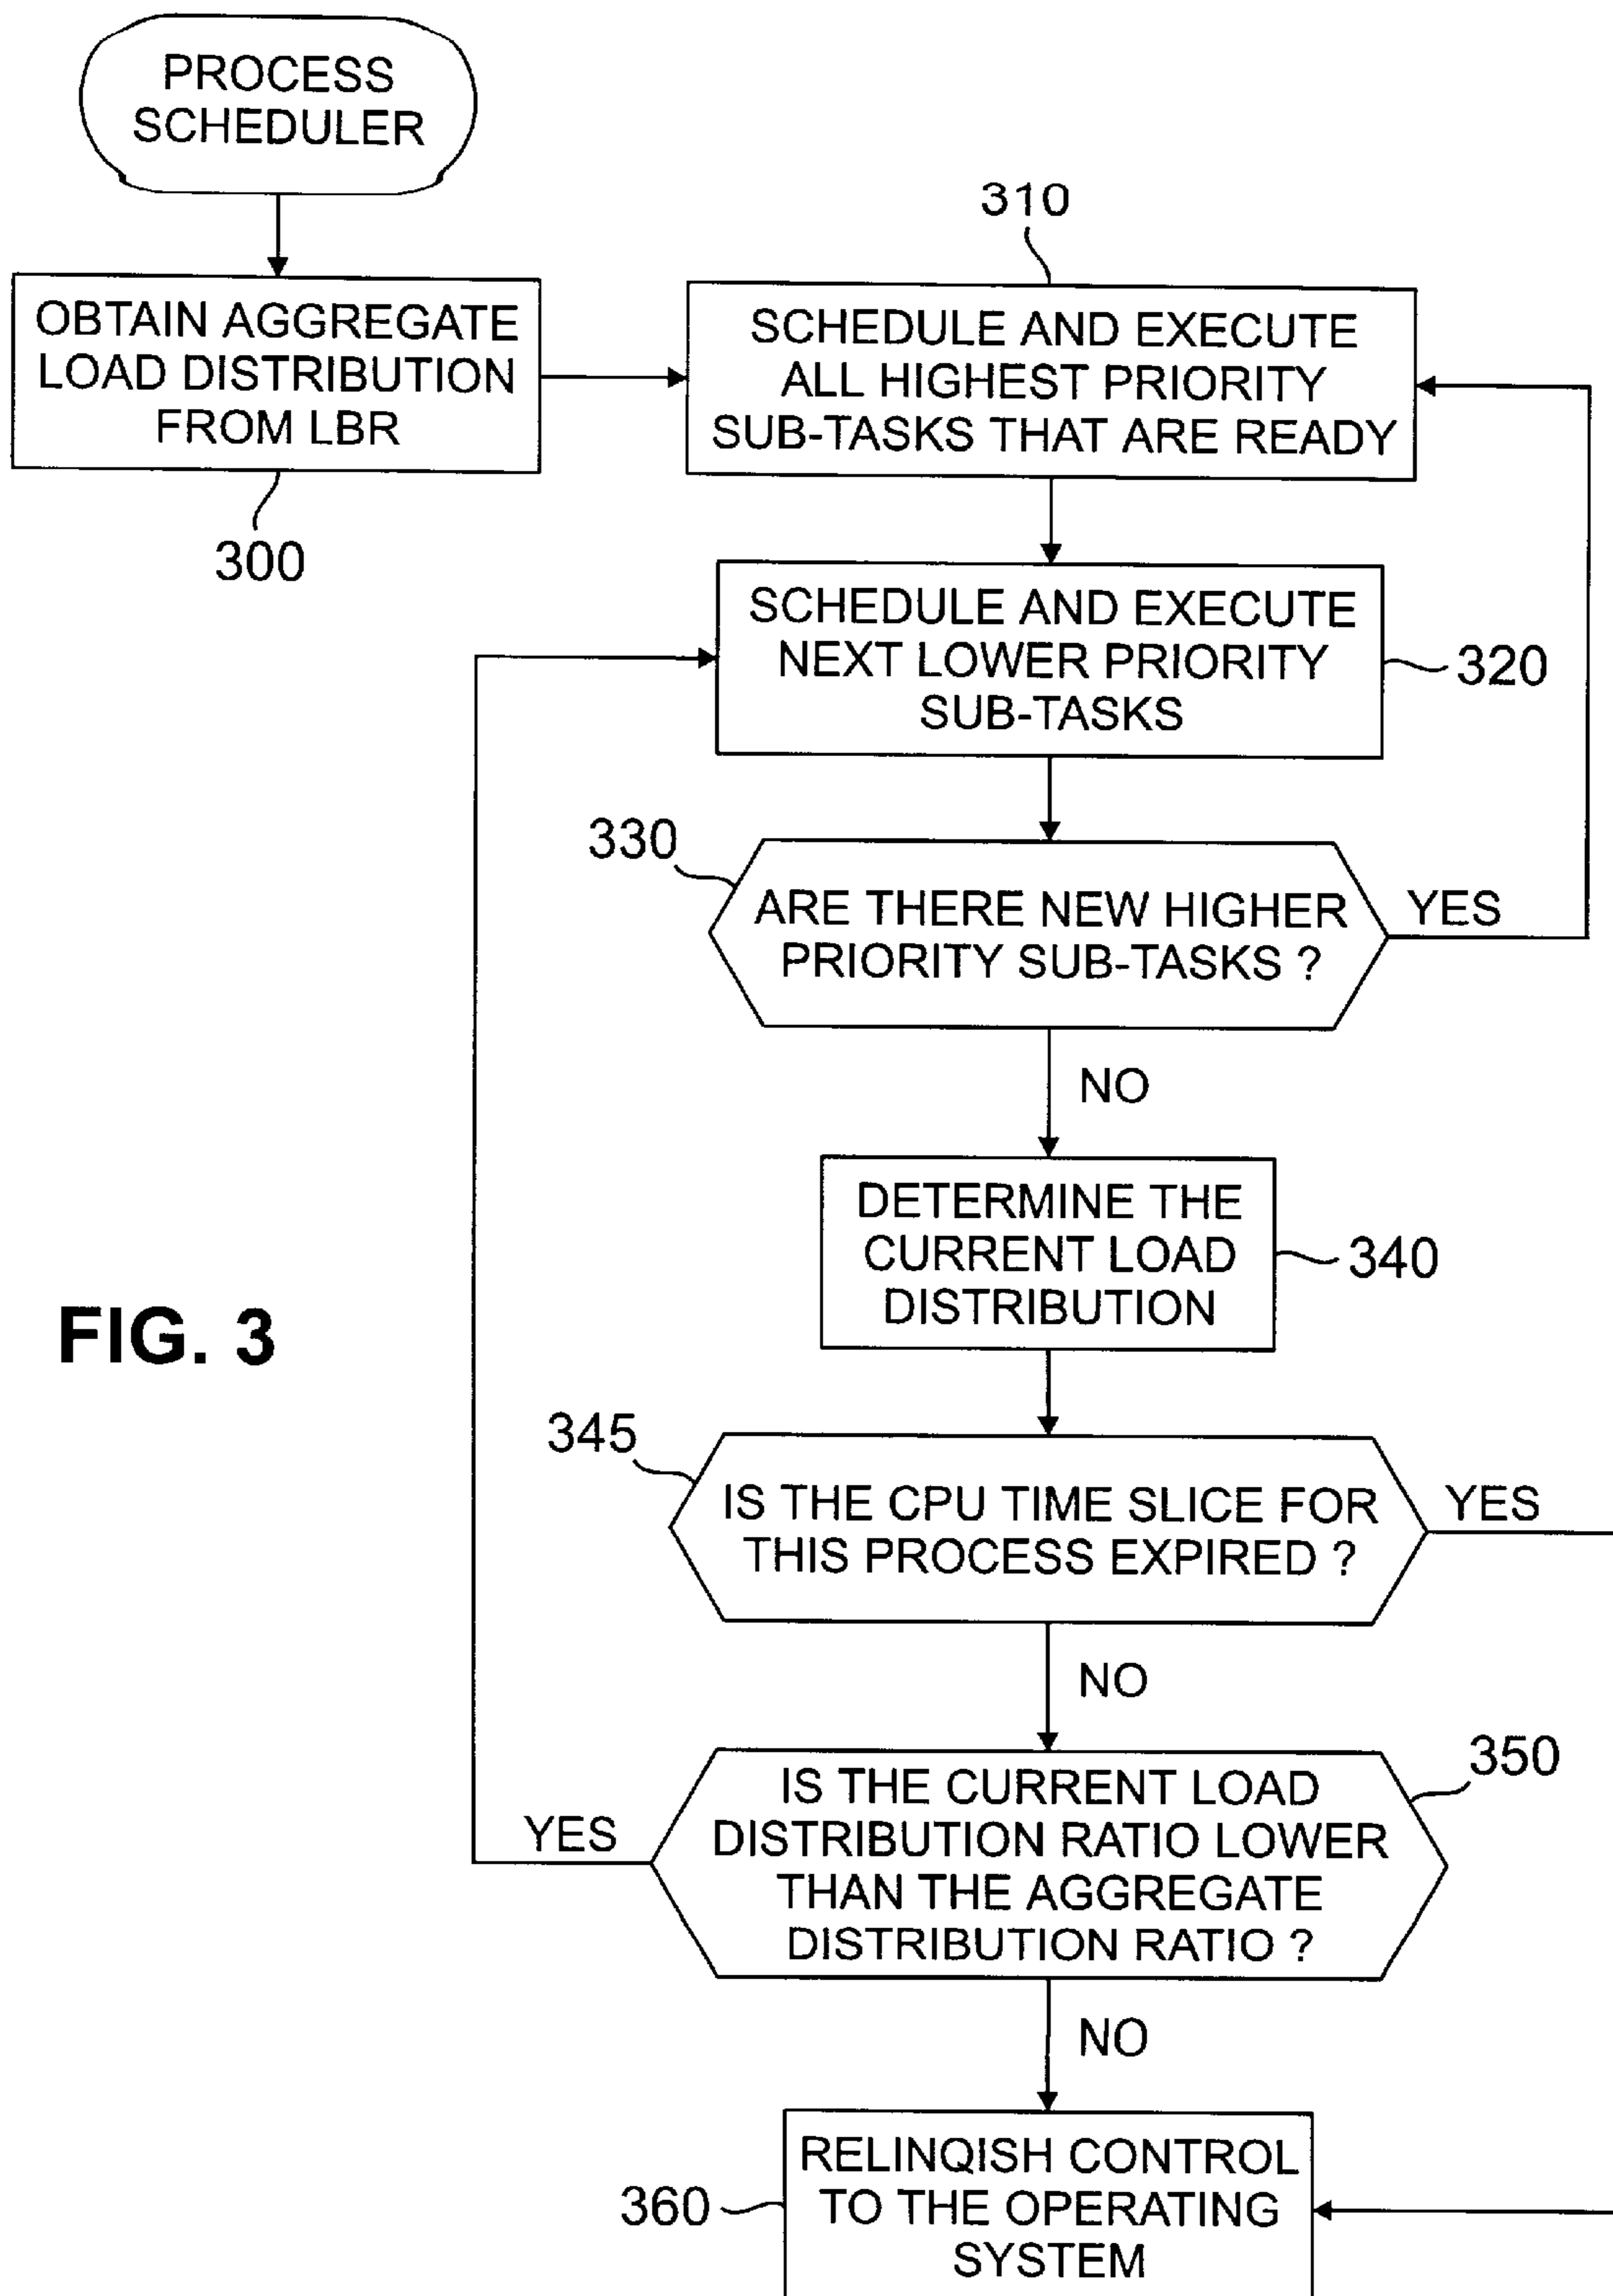 PROCESS
SCHEDULER
OBTAIN AGGREGATE
LOAD DISTRIBUTION
FROM LBR
300
310
SCHEDULE AND EXECUTE
ALL HIGHEST PRIORITY
SUB-TASKS THAT ARE READY
SCHEDULE AND EXECUTE
NEXT LOWER PRIORITY
SUB-TASKS
320
330
ARE THERE NEW HIGHER
PRIORITY SUB-TASKS ?
YES
NO
DETERMINE THE
CURRENT LOAD
DISTRIBUTION
340
FIG. 3
345
IS THE CPU TIME SLICE FOR
THIS PROCESS EXPIRED ?
YES
NO
350
IS THE CURRENT LOAD
DISTRIBUTION RATIO LOWER
THAN THE AGGREGATE
DISTRIBUTION RATIO ?
YES
NO
RELINQISH CONTROL
TO THE OPERATING
SYSTEM
360